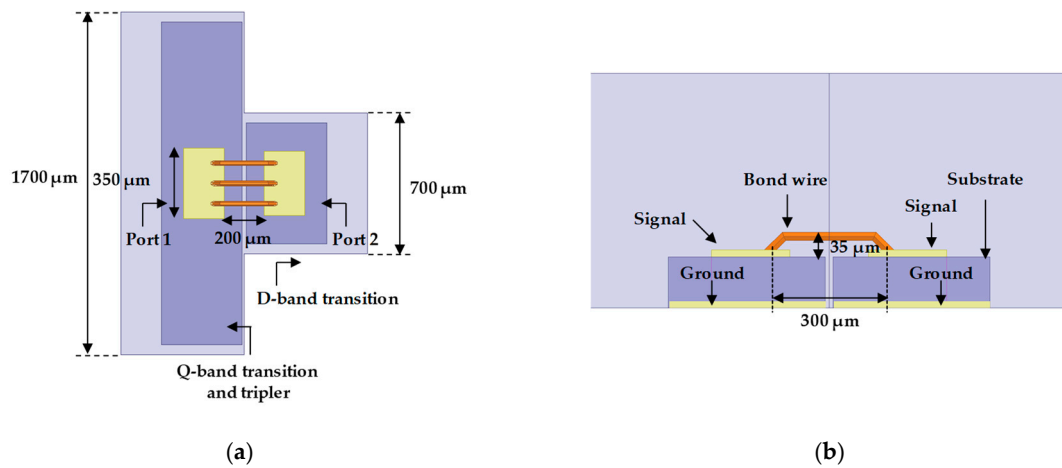 1700 μm
350 μm
700 μm
Port 1
200 μm
Port 2
D-band transition
Q-band transition
and tripler
(a)
Bond wire
Substrate
Signal
Signal
35 μm
Ground
Ground
300 μm
(b)